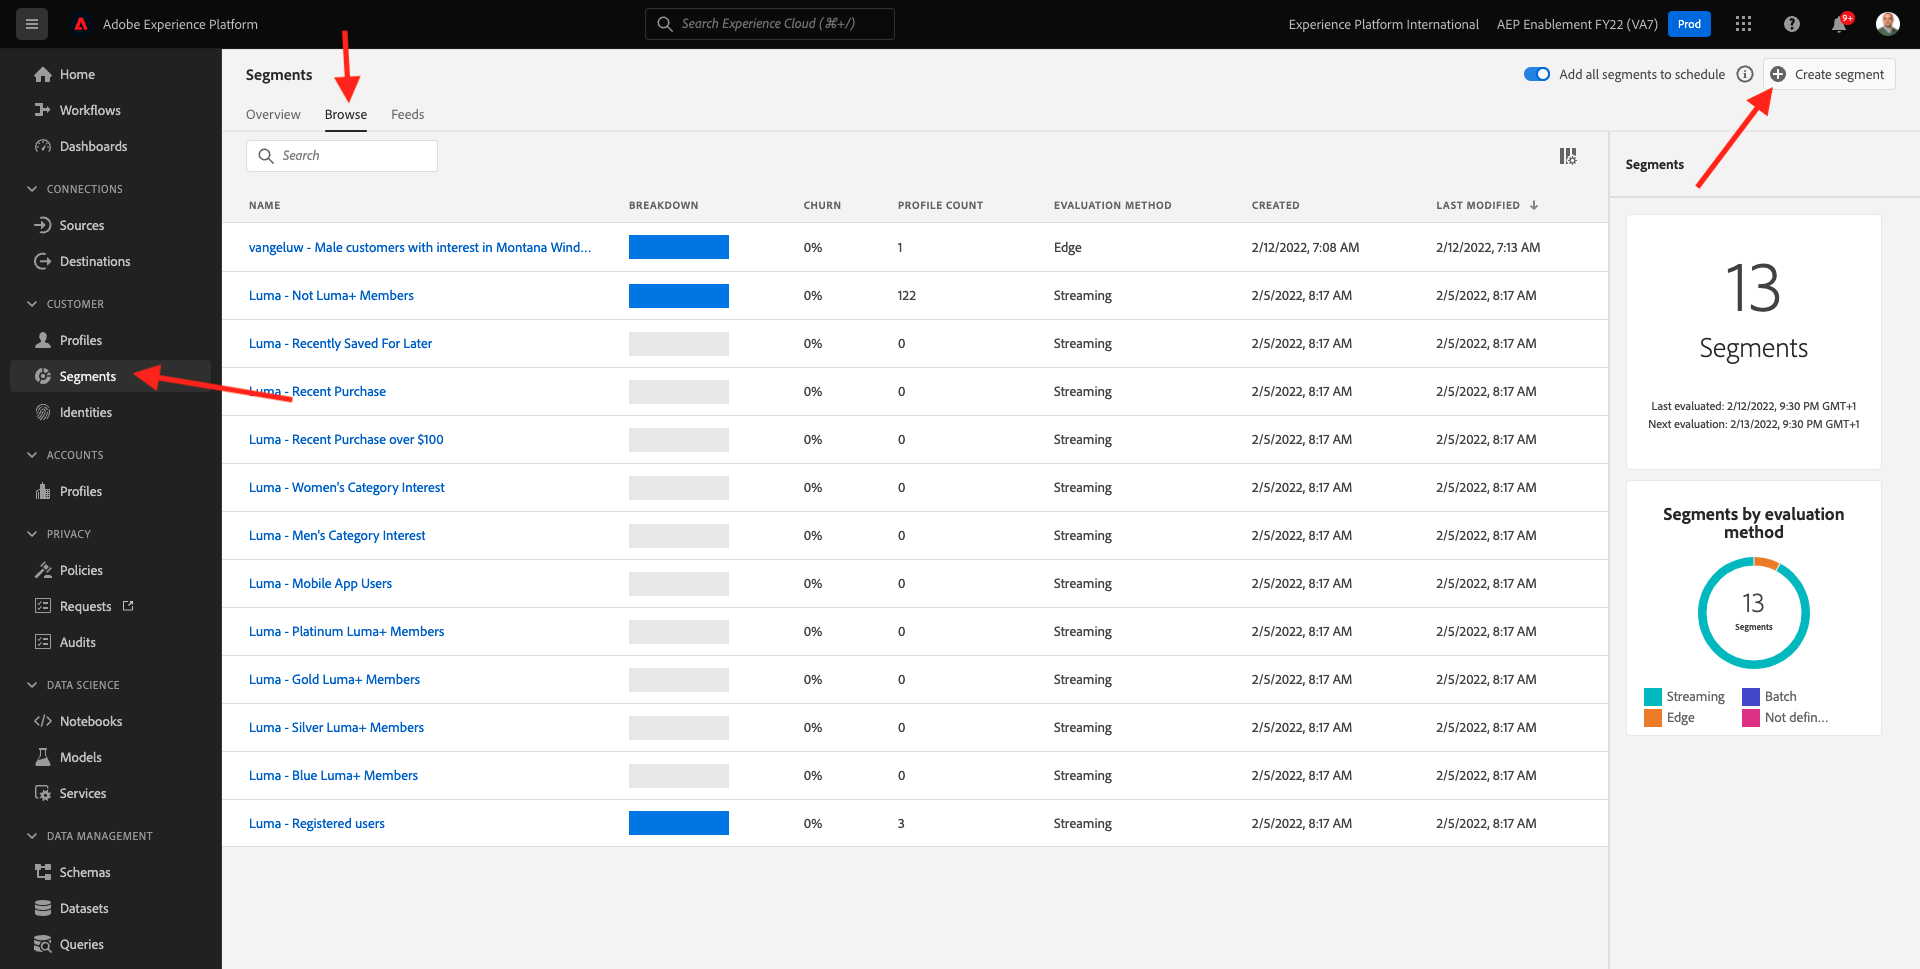 Adobe Experience Platform
Search Experience Cloud (⌘+/)
Experience Platform International
AEP Enablement FY22 (VA7)
Prod
9+
Home
Workflows
Dashboards
CONNECTIONS
Sources
Destinations
CUSTOMER
Profiles
Segments
Identities
ACCOUNTS
Profiles
PRIVACY
Policies
Requests
Audits
DATA SCIENCE
Notebooks
Models
Services
DATA MANAGEMENT
Schemas
Datasets
Queries
Segments
Add all segments to schedule
Create segment
Overview Browse Feeds
Search
NAME BREAKDOWN CHURN PROFILE COUNT EVALUATION METHOD CREATED LAST MODIFIED
vangeluw - Male customers with interest in Montana Wind... 0% 1 Edge 2/12/2022, 7:08 AM 2/12/2022, 7:13 AM
Luma - Not Luma+ Members 0% 122 Streaming 2/5/2022, 8:17 AM 2/5/2022, 8:17 AM
Luma - Recently Saved For Later 0% 0 Streaming 2/5/2022, 8:17 AM 2/5/2022, 8:17 AM
Luma - Recent Purchase 0% 0 Streaming 2/5/2022, 8:17 AM 2/5/2022, 8:17 AM
Luma - Recent Purchase over $100 0% 0 Streaming 2/5/2022, 8:17 AM 2/5/2022, 8:17 AM
Luma - Women's Category Interest 0% 0 Streaming 2/5/2022, 8:17 AM 2/5/2022, 8:17 AM
Luma - Men's Category Interest 0% 0 Streaming 2/5/2022, 8:17 AM 2/5/2022, 8:17 AM
Luma - Mobile App Users 0% 0 Streaming 2/5/2022, 8:17 AM 2/5/2022, 8:17 AM
Luma - Platinum Luma+ Members 0% 0 Streaming 2/5/2022, 8:17 AM 2/5/2022, 8:17 AM
Luma - Gold Luma+ Members 0% 0 Streaming 2/5/2022, 8:17 AM 2/5/2022, 8:17 AM
Luma - Silver Luma+ Members 0% 0 Streaming 2/5/2022, 8:17 AM 2/5/2022, 8:17 AM
Luma - Blue Luma+ Members 0% 0 Streaming 2/5/2022, 8:17 AM 2/5/2022, 8:17 AM
Luma - Registered users 0% 3 Streaming 2/5/2022, 8:17 AM 2/5/2022, 8:17 AM
Segments
13
Segments
Last evaluated: 2/12/2022, 9:30 PM GMT+1
Next evaluation: 2/13/2022, 9:30 PM GMT+1
Segments by evaluation
method
13
Segments
Streaming Batch
Edge Not defin...